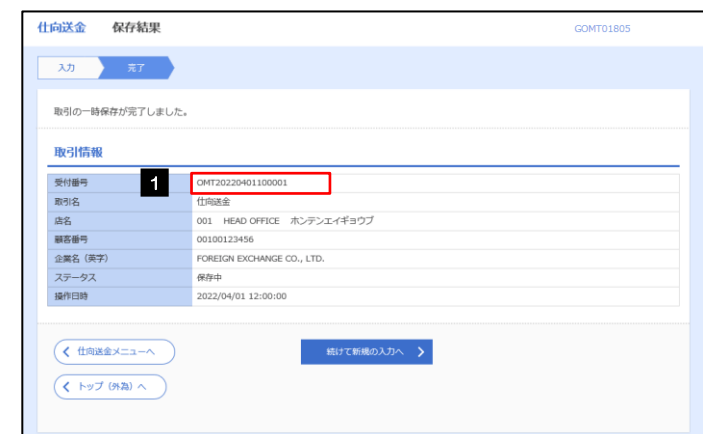 仕向送金 保存結果 GOMT01805
入力 完了
取引の一時保存が完了しました。
取引情報
受付番号 1 OMT20220401100001
取引名 仕向送金
店名 001 HEAD OFFICE ホンテンエイギョウブ
顧客番号 00100123456
企業名（英字） FOREIGN EXCHANGE CO., LTD.
ステータス 保存中
操作日時 2022/04/01 12:00:00
仕向送金メニューへ 続けて新規の入力へ
トップ（外為）へ